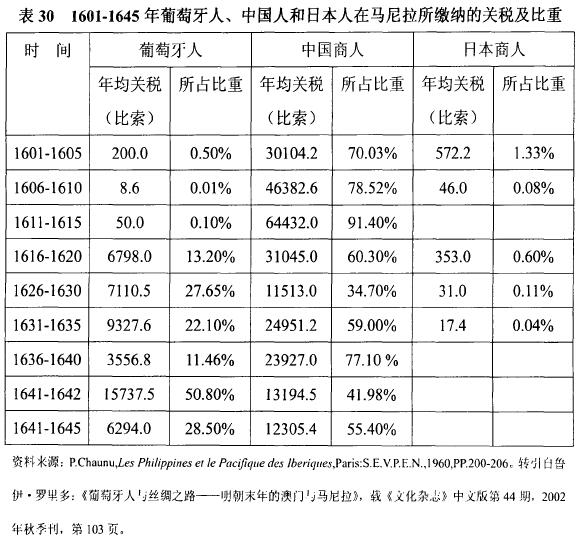 表 30 1601-1645 年葡萄牙人、中国人和日本人在马尼拉所缴纳的关税及比重
时 间 葡萄牙人 中国商人 日本商人
年均关税 所占比重 年均关税 所占比重 年均关税 所占比重
（比索） （比索） （比索）
1601-1605 200.0 0.50% 30104.2 70.03% 572.2 1.33%
1606-1610 8.6 0.01% 46382.6 78.52% 46.0 0.08%
1611-1615 50.0 0.10% 64432.0 91.40%
1616-1620 6798.0 13.20% 31045.0 60.30% 353.0 0.60%
1626-1630 7110.5 27.65% 11513.0 34.70% 31.0 0.11%
1631-1635 9327.6 22.10% 24951.2 59.00% 17.4 0.04%
1636-1640 3556.8 11.46% 23927.0 77.10 %
1641-1642 15737.5 50.80% 13194.5 41.98%
1641-1645 6294.0 28.50% 12305.4 55.40%
资料来源：P.Chaunu,Les Philippines et le Pacifique des Iberiques,Paris:S.E.V.P.E.N.,1960,PP.200-206。转引自鲁
伊·罗里多：《葡萄牙人与丝绸之路——明朝末年的澳门与马尼拉》，载《文化杂志》中文版第 44 期，2002
年秋季刊，第 103 页。